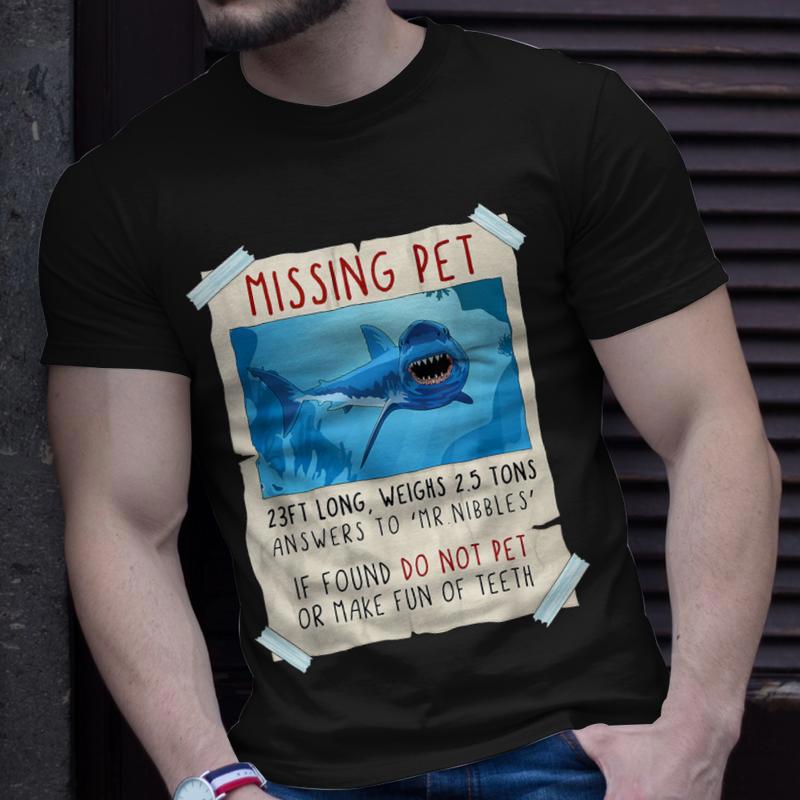 MISSING PET
23FT LONG, WEIGHS 2.5 TONS
ANSWERS TO 'MR.NIBBLES'
IF FOUND DO NOT PET
OR MAKE FUN OF TEETH